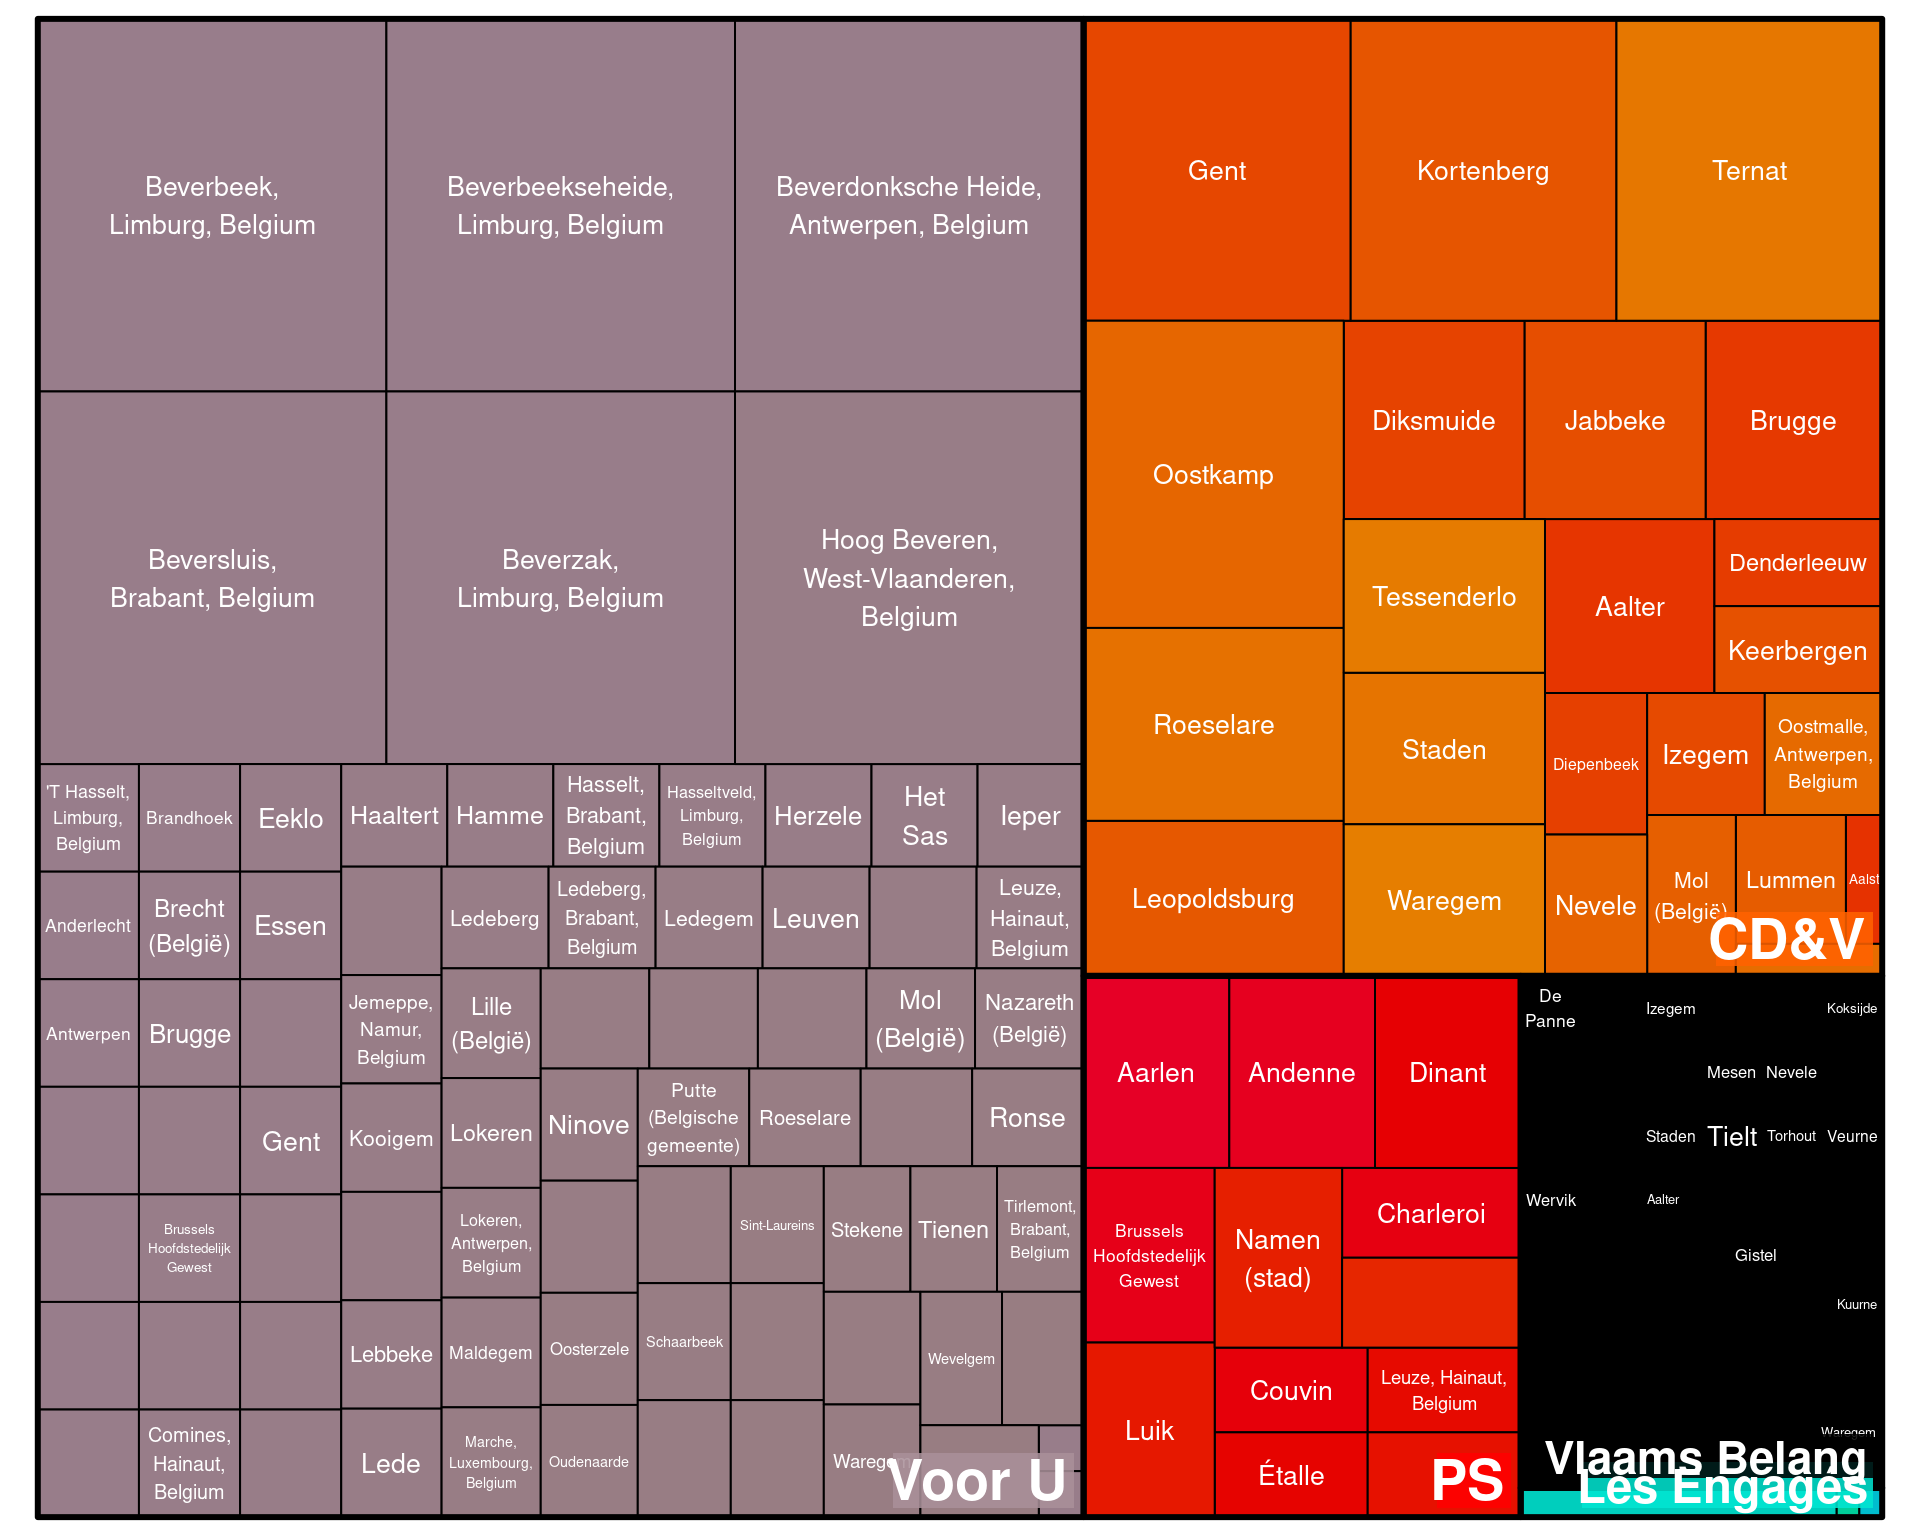 Beverbeek,
Limburg, Belgium
Beverbeekseheide,
Limburg, Belgium
Beverdonksche Heide,
Antwerpen, Belgium
Beversluis,
Brabant, Belgium
Beverzak,
Limburg, Belgium
Hoog Beveren,
West-Vlaanderen,
Belgium
'T Hasselt,
Limburg,
Belgium
Brandhoek
Eeklo
Haaltert
Hamme
Hasselt,
Brabant,
Belgium
Hasseltveld,
Limburg,
Belgium
Herzele
Het
Sas
Ieper
Anderlecht
Brecht
(België)
Essen
Ledeberg
Ledeberg,
Brabant,
Belgium
Ledegem
Leuven
Leuze,
Hainaut,
Belgium
Antwerpen
Brugge
Jemeppe,
Namur,
Belgium
Lille
(België)
Mol
(België)
Nazareth
(België)
Gent
Kooigem
Lokeren
Ninove
Putte
(Belgische
gemeente)
Roeselare
Ronse
Brussels
Hoofdstedelijk
Gewest
Lokeren,
Antwerpen,
Belgium
Sint-Laureins
Stekene
Tienen
Tirlemont,
Brabant,
Belgium
Lebbeke
Maldegem
Oosterzele
Schaarbeek
Wevelgem
Comines,
Hainaut,
Belgium
Lede
Marche,
Luxembourg,
Belgium
Oudenaarde
Waregem
Voor U
Gent
Kortenberg
Ternat
Oostkamp
Diksmuide
Jabbeke
Brugge
Tessenderlo
Aalter
Denderleeuw
Keerbergen
Roeselare
Staden
Diepenbeek
Izegem
Oostmalle,
Antwerpen,
Belgium
Leopoldsburg
Waregem
Nevele
Mol
(België)
Lummen
Aalst
CD&V
Aarlen
Andenne
Dinant
Brussels
Hoofdstedelijk
Gewest
Namen
(stad)
Charleroi
Luik
Couvin
Leuze, Hainaut,
Belgium
Étalle
PS
De
Panne
Izegem
Koksijde
Mesen
Nevele
Staden
Tielt
Torhout
Veurne
Wervik
Aalter
Gistel
Kuurne
Waregem
Vlaams Belang
Les Engagés